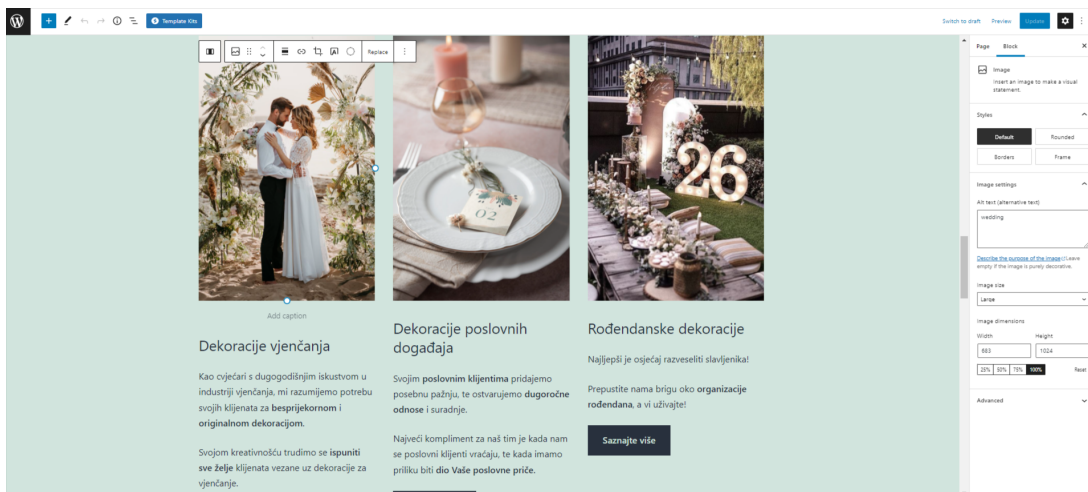 Template Kits
Switch to draft
Preview
Update
Replace
Page
Block
Image
Insert an image to make a visual
statement.
Styles
Default
Rounded
Borders
Frame
Image settings
Alt text (alternative text)
wedding
Describe the purpose of the image
Leave
empty if the image is purely decorative.
Image size
Large
Image dimensions
Width
Height
683
1024
25%
50%
75%
100%
Reset
Advanced
02
26
Add caption
Dekoracije vjenčanja
Kao cvjećari s dugogodišnjim iskustvom u
industriji vjenčanja, mi razumijemo potrebu
svojih klijenata za besprijekornom i
originalnom dekoracijom.
Svojom kreativnošću trudimo se ispuniti
sve želje klijenata vezane uz dekoracije za
vjenčanje.
Dekoracije poslovnih
događaja
Svojim poslovnim klijentima pridajemo
posebnu pažnju, te ostvarujemo dugoročne
odnose i suradnje.
Najveći kompliment za naš tim je kada nam
se poslovni klijenti vraćaju, te kada imamo
priliku biti dio Vaše poslovne priče.
Rođendanske dekoracije
Najljepši je osjećaj razveseliti slavljenika!
Prepustite nama brigu oko organizacije
rođendana, a vi uživajte!
Saznajte više